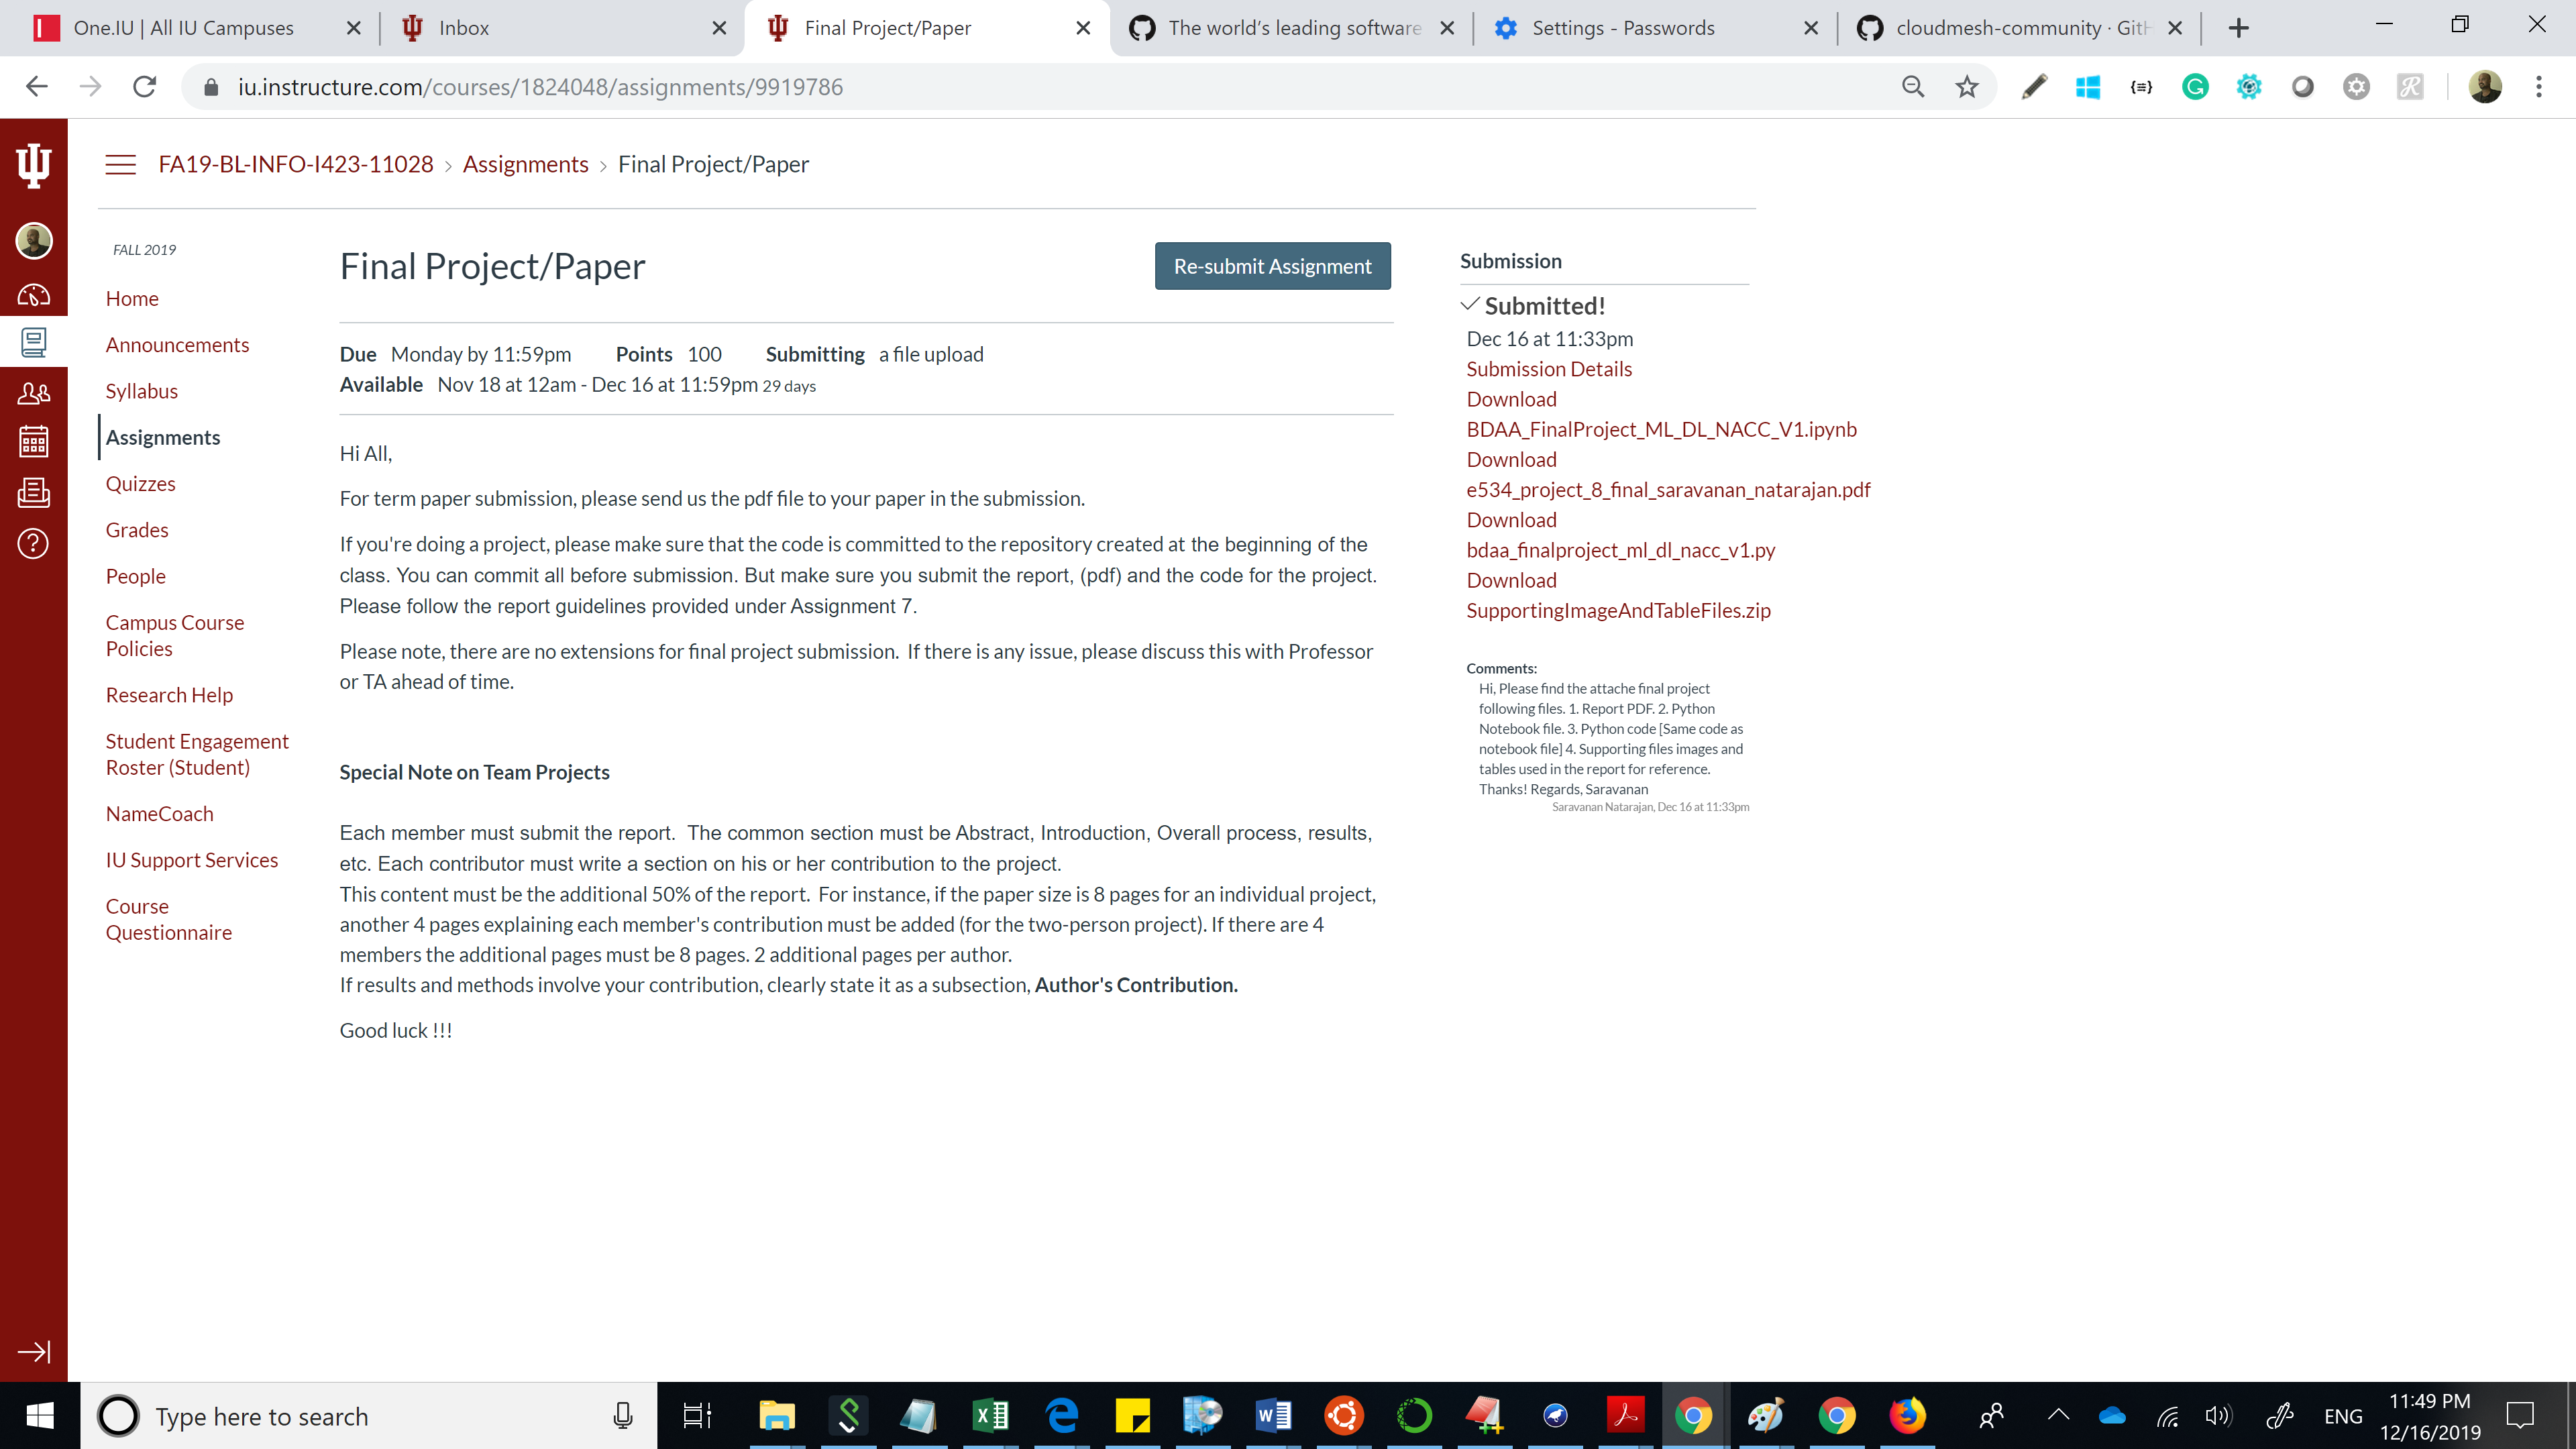 One.IU | All IU Campuses
Inbox
Final Project/Paper
The world's leading software
Settings - Passwords
cloudmesh-community · GitH
iu.instructure.com/courses/1824048/assignments/9919786
FA19-BL-INFO-I423-11028 › Assignments › Final Project/Paper
FALL 2019
Home
Announcements
Syllabus
Assignments
Quizzes
Grades
People
Campus Course
Policies
Research Help
Student Engagement
Roster (Student)
NameCoach
IU Support Services
Course
Questionnaire
Final Project/Paper
Re-submit Assignment
Due Monday by 11:59pm Points 100 Submitting a file upload
Available Nov 18 at 12am - Dec 16 at 11:59pm 29 days
Hi All,
For term paper submission, please send us the pdf file to your paper in the submission.
If you're doing a project, please make sure that the code is committed to the repository created at the beginning of the
class. You can commit all before submission. But make sure you submit the report, (pdf) and the code for the project.
Please follow the report guidelines provided under Assignment 7.
Please note, there are no extensions for final project submission. If there is any issue, please discuss this with Professor
or TA ahead of time.
Special Note on Team Projects
Each member must submit the report. The common section must be Abstract, Introduction, Overall process, results,
etc. Each contributor must write a section on his or her contribution to the project.
This content must be the additional 50% of the report. For instance, if the paper size is 8 pages for an individual project,
another 4 pages explaining each member's contribution must be added (for the two-person project). If there are 4
members the additional pages must be 8 pages. 2 additional pages per author.
If results and methods involve your contribution, clearly state it as a subsection, Author's Contribution.
Good luck !!!
Submission
Submitted!
Dec 16 at 11:33pm
Submission Details
Download
BDAA_FinalProject_ML_DL_NACC_V1.ipynb
Download
e534_project_8_final_saravanan_natarajan.pdf
Download
bdaa_finalproject_ml_dl_nacc_v1.py
Download
SupportingImageAndTableFiles.zip
Comments:
Hi, Please find the attache final project
following files. 1. Report PDF. 2. Python
Notebook file. 3. Python code [Same code as
notebook file] 4. Supporting files images and
tables used in the report for reference.
Thanks! Regards, Saravanan
Saravanan Natarajan, Dec 16 at 11:33pm
Type here to search
ENG
11:49 PM
12/16/2019